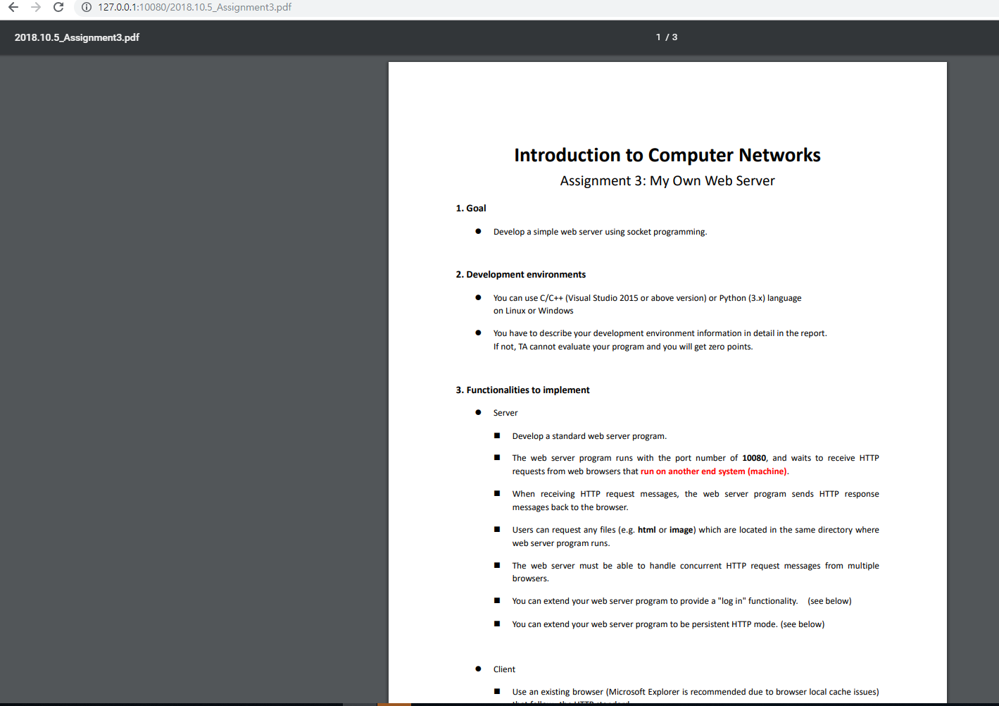 127.0.0.1:10080/2018.10.5_Assignment3.pdf
2018.10.5_Assignment3.pdf
1 / 3
Introduction to Computer Networks
Assignment 3: My Own Web Server
1. Goal
● Develop a simple web server using socket programming.
2. Development environments
● You can use C/C++ (Visual Studio 2015 or above version) or Python (3.x) language
on Linux or Windows
● You have to describe your development environment information in detail in the report.
If not, TA cannot evaluate your program and you will get zero points.
3. Functionalities to implement
● Server
■ Develop a standard web server program.
■ The web server program runs with the port number of 10080, and waits to receive HTTP
requests from web browsers that run on another end system (machine).
■ When receiving HTTP request messages, the web server program sends HTTP response
messages back to the browser.
■ Users can request any files (e.g. html or image) which are located in the same directory where
web server program runs.
■ The web server must be able to handle concurrent HTTP request messages from multiple
browsers.
■ You can extend your web server program to provide a "log in" functionality. (see below)
■ You can extend your web server program to be persistent HTTP mode. (see below)
● Client
■ Use an existing browser (Microsoft Explorer is recommended due to browser local cache issues)